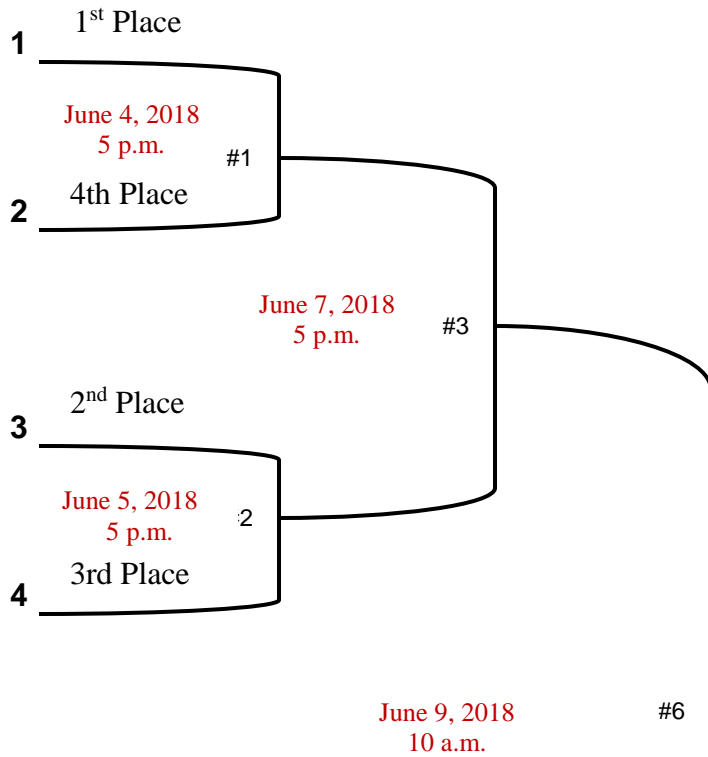 1st Place
1
June 4, 2018
5 p.m.
#1
4th Place
2
June 7, 2018
5 p.m.
#3
2nd Place
3
June 5, 2018
5 p.m.
#2
3rd Place
4
June 9, 2018
10 a.m.
#6